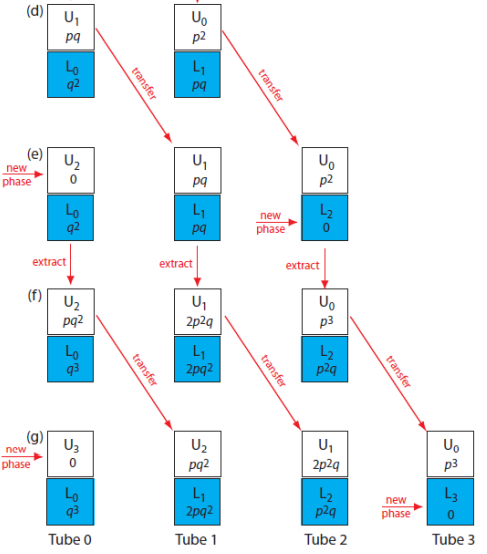 (d)
U1
pq
U0
p2
L0
q2
L1
pq
transfer
transfer
(e)
new
phase
U2
0
U1
pq
U0
p2
L0
q2
L1
pq
new
phase
L2
0
extract
extract
extract
(f)
U2
pq2
U1
2p2q
U0
p3
L0
q3
L1
2pq2
L2
p2q
transfer
transfer
transfer
(g)
new
phase
U3
0
U2
pq2
U1
2p2q
U0
p3
L0
q3
L1
2pq2
L2
p2q
new
phase
L3
0
Tube 0
Tube 1
Tube 2
Tube 3